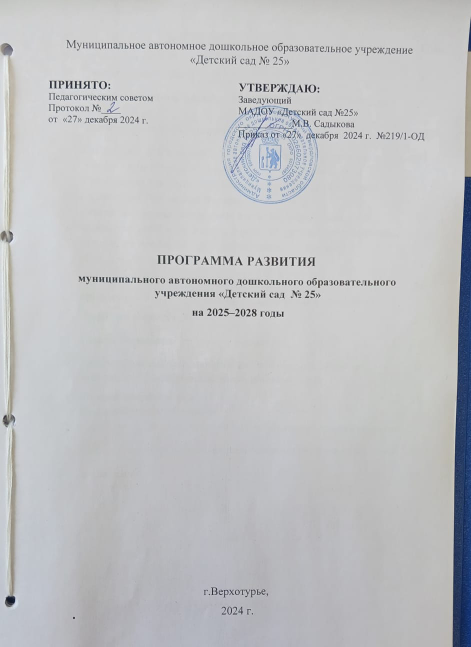 Муниципальное автономное дошкольное образовательное учреждение
«Детский сад № 25»
ПРИНЯТО:
Педагогическим советом
Протокол № 2
от «27» декабря 2024 г.
УТВЕРЖДАЮ:
Заведующий
МАДОУ «Детский сад №25»
М.В. Садыкова
Приказ от «27» декабря 2024 г. №219/1-ОД
ПРОГРАММА РАЗВИТИЯ
муниципального автономного дошкольного образовательного
учреждения «Детский сад № 25»
на 2025–2028 годы
г.Верхотурье,
2024 г.